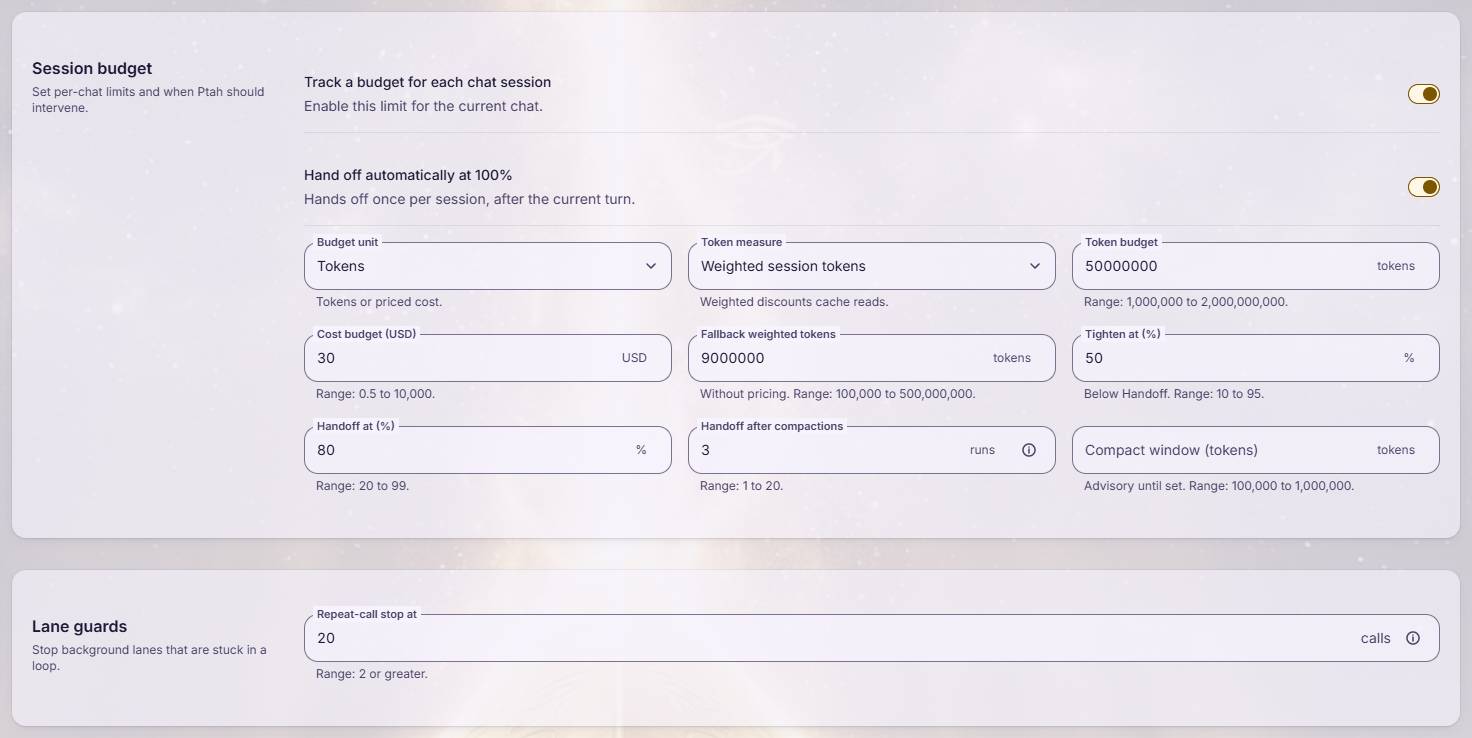 Session budget
Set per-chat limits and when Ptah should
intervene.
Track a budget for each chat session
Enable this limit for the current chat.
Hand off automatically at 100%
Hands off once per session, after the current turn.
Budget unit
Tokens
Tokens or priced cost.
Token measure
Weighted session tokens
Weighted discounts cache reads.
Token budget
50000000 tokens
Range: 1,000,000 to 2,000,000,000.
Cost budget (USD)
30 USD
Range: 0.5 to 10,000.
Fallback weighted tokens
9000000 tokens
Without pricing. Range: 100,000 to 500,000,000.
Tighten at (%)
50 %
Below Handoff. Range: 10 to 95.
Handoff at (%)
80 %
Range: 20 to 99.
Handoff after compactions
3 runs
Range: 1 to 20.
Compact window (tokens) tokens
Advisory until set. Range: 100,000 to 1,000,000.
Lane guards
Stop background lanes that are stuck in a
loop.
Repeat-call stop at
20 calls
Range: 2 or greater.